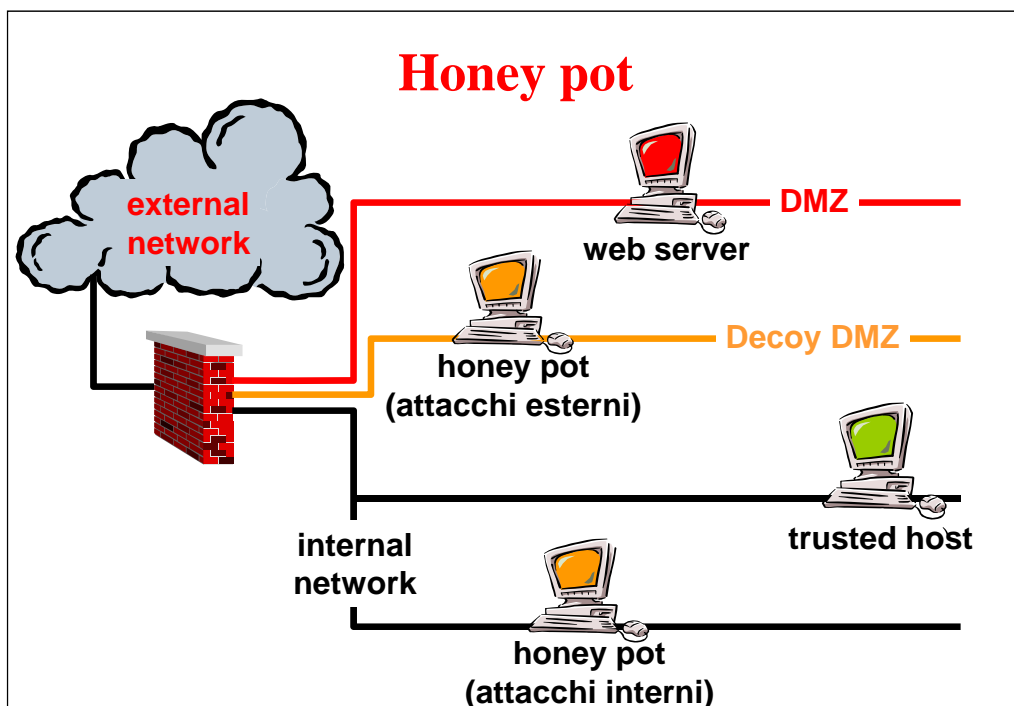 Honey pot
external
network
DMZ
web server
Decoy DMZ
honey pot
(attacchi esterni)
trusted host
internal
network
honey pot
(attacchi interni)